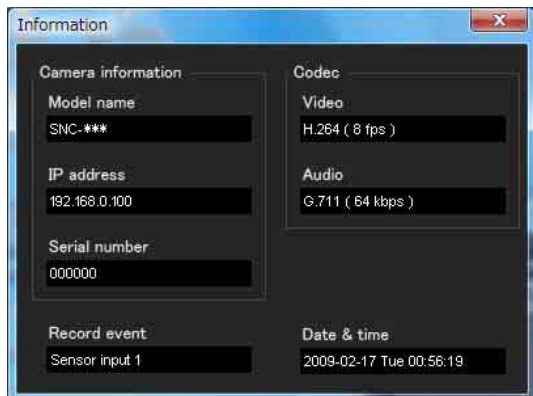 Information
X
Camera information
Model name
SNC-***
IP address
192.168.0.100
Serial number
000000
Codec
Video
H.264 ( 8 fps )
Audio
G.711 ( 64 kbps )
Record event
Sensor input 1
Date & time
2009-02-17 Tue 00:56:19